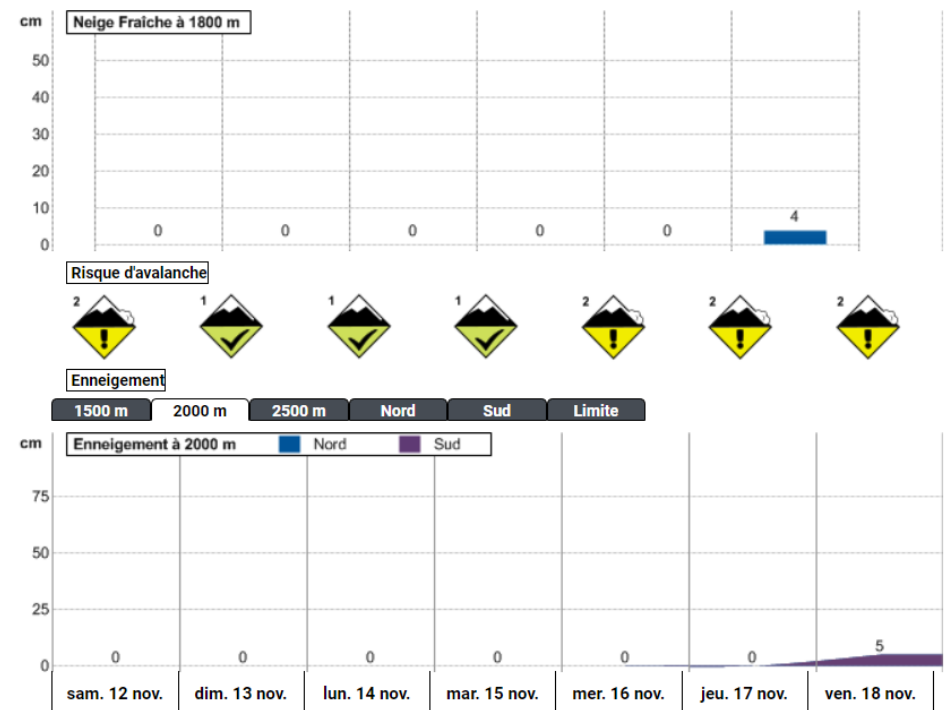 cm
Neige Fraîche à 1800 m
50
40
30
20
10
0
0 0 0 0 0 4
Risque d'avalanche
2 1 1 1 2 2 2
Enneigement
1500 m 2000 m 2500 m Nord Sud Limite
cm
Enneigement à 2000 m Nord Sud
75
50
25
0
0 0 0 0 0 0 5
sam. 12 nov. dim. 13 nov. lun. 14 nov. mar. 15 nov. mer. 16 nov. jeu. 17 nov. ven. 18 nov.